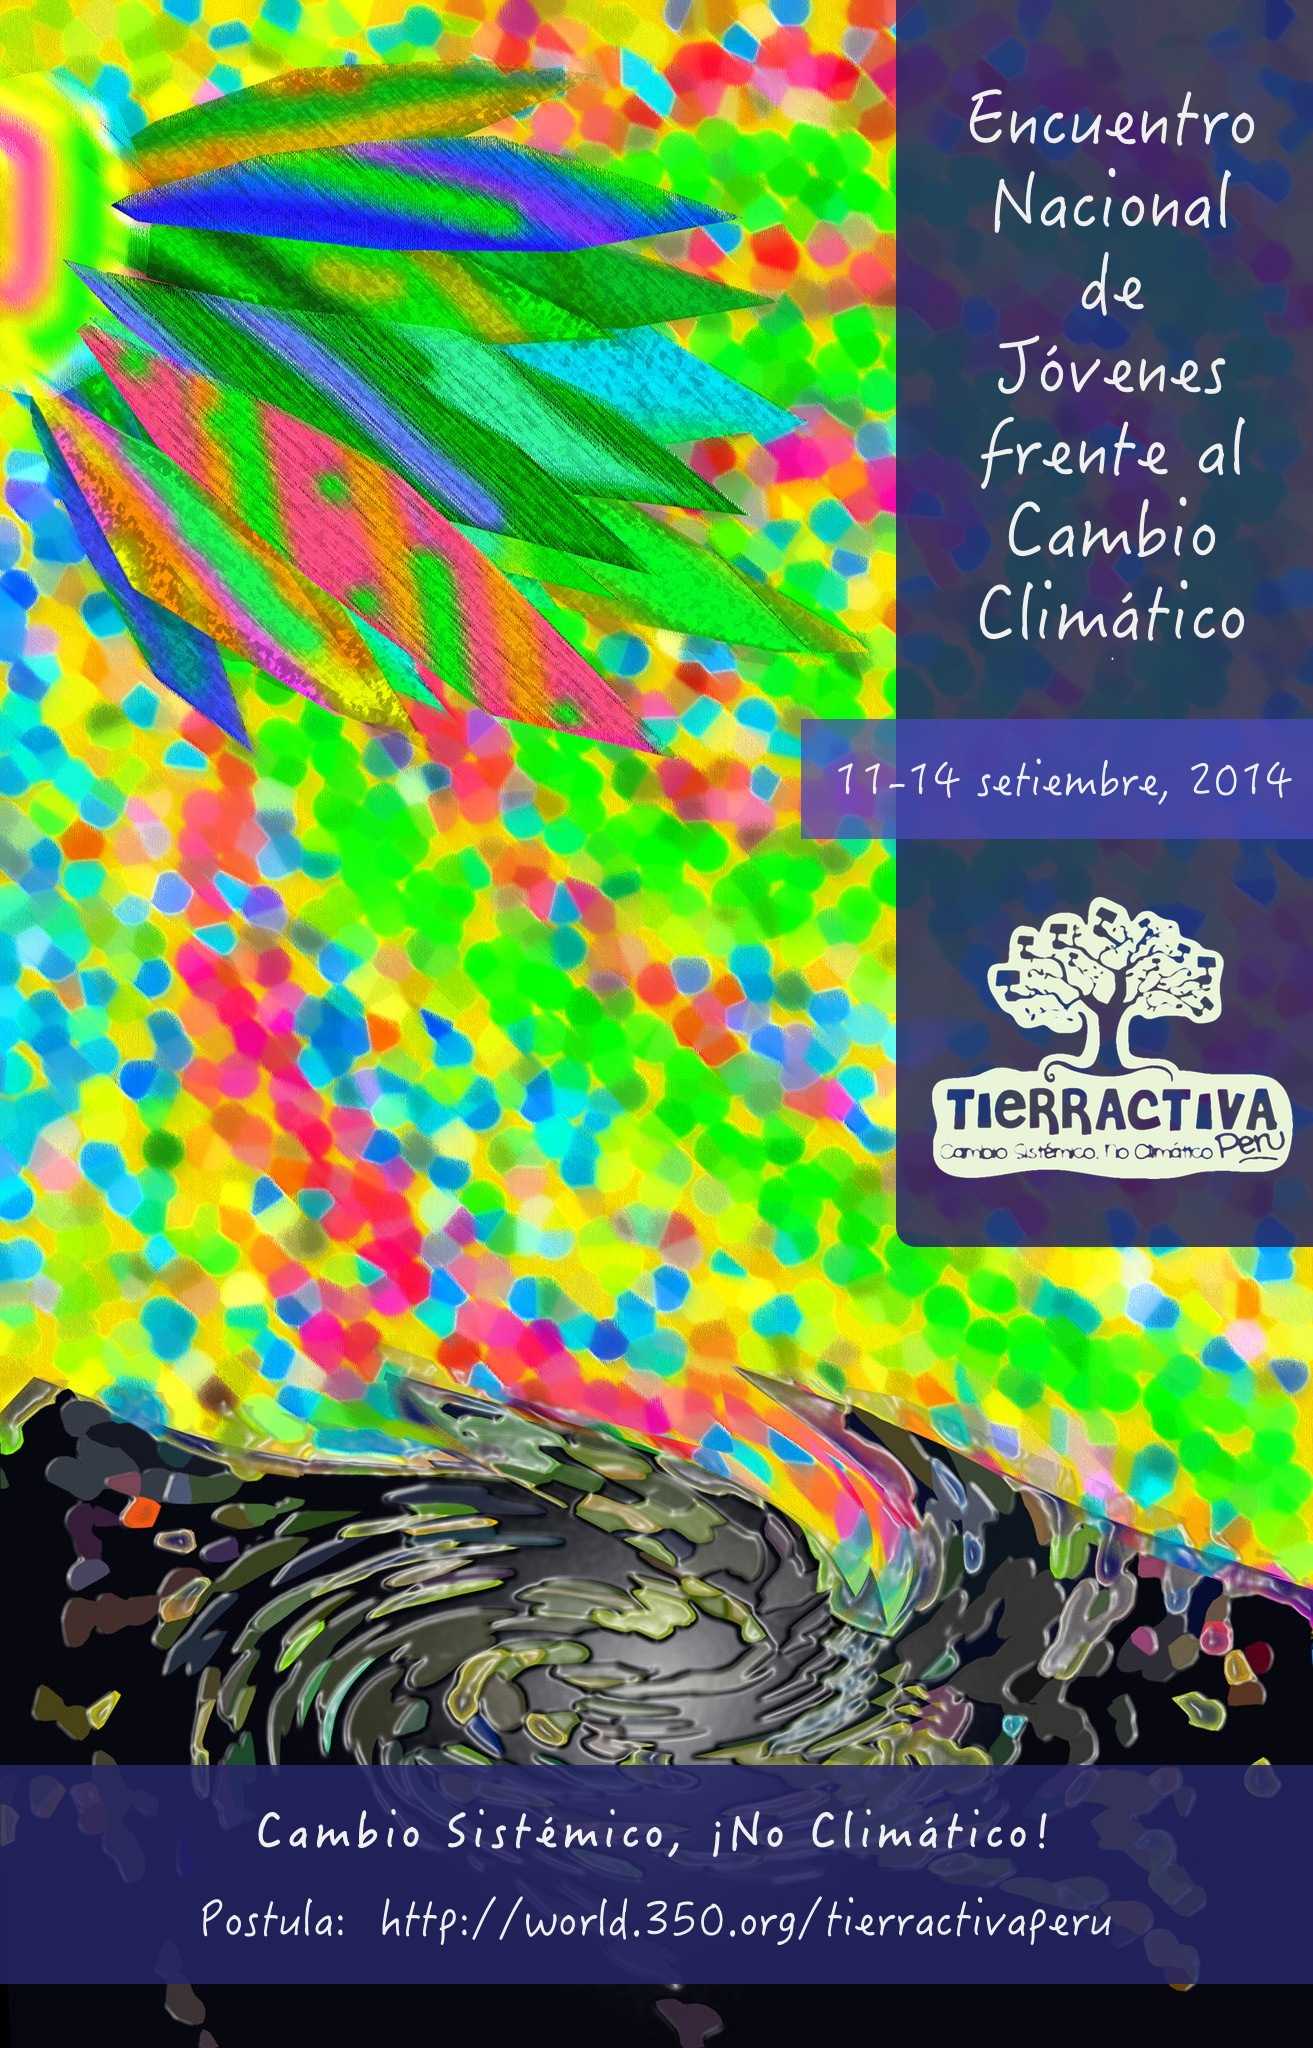 Encuentro
Nacional
de
Jóvenes
frente al
Cambio
Climático
11-14 setiembre, 2014
TIERRACTIVA
Cambio Sistémico, No Climático Perú
Cambio Sistémico, ¡No Climático!
Postula: http://world.350.org/tierractivaperu